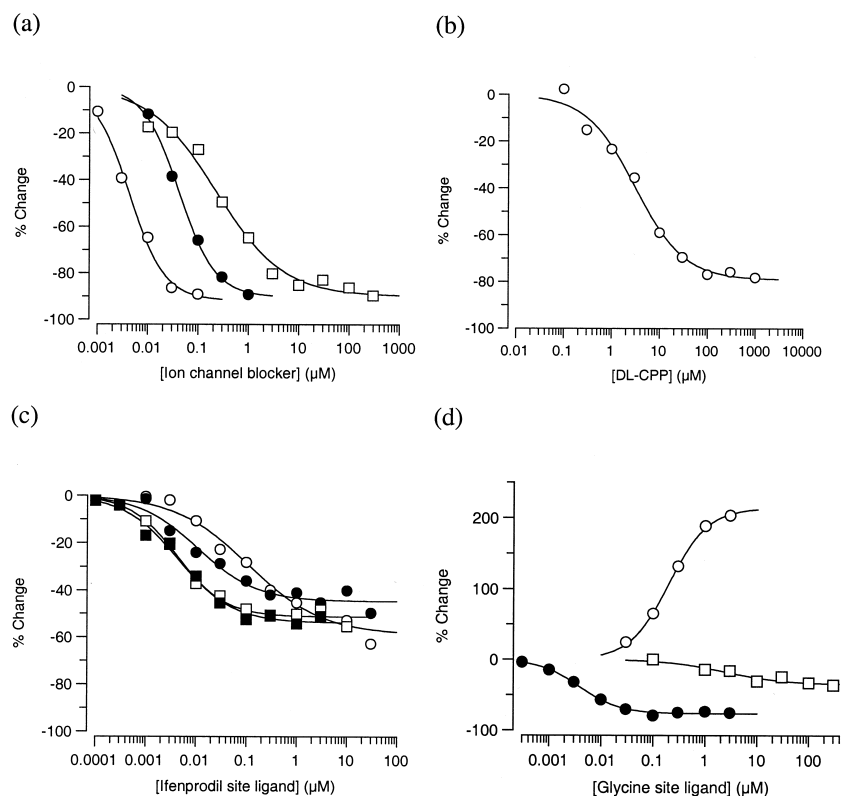 (a)
(b)
0
-20
-40
-60
-80
-100
% Change
0.001 0.01 0.1 1 10 100 1000
[Ion channel blocker] (µM)
0
-20
-40
-60
-80
-100
% Change
0.01 0.1 1 10 100 1000 10000
[DL-CPP] (µM)
(c)
(d)
0
-20
-40
-60
-80
-100
% Change
0.0001 0.001 0.01 0.1 1 10 100
[Ifenprodil site ligand] (µM)
200
100
0
-100
% Change
0.001 0.01 0.1 1 10 100
[Glycine site ligand] (µM)